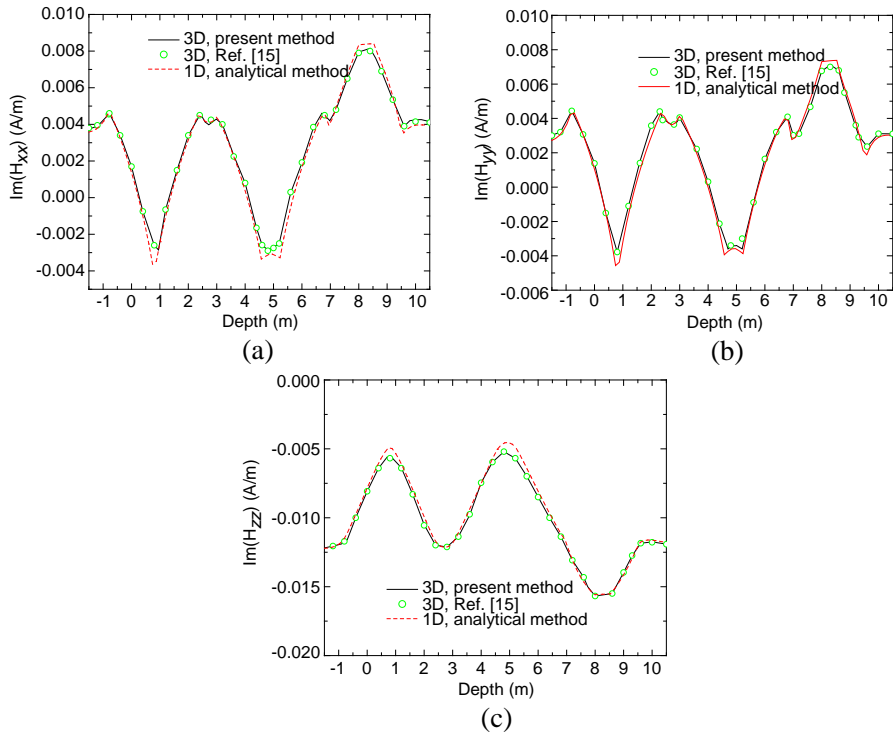 0.010
0.008
0.006
0.004
0.002
0.000
-0.002
-0.004
Im(Hxx) (A/m)
3D, present method
3D, Ref. [15]
1D, analytical method
-1 0 1 2 3 4 5 6 7 8 9 10
Depth (m)
(a)
0.010
0.008
0.006
0.004
0.002
0.000
-0.002
-0.004
-0.006
Im(Hyy) (A/m)
3D, present method
3D, Ref. [15]
1D, analytical method
-1 0 1 2 3 4 5 6 7 8 9 10
Depth (m)
(b)
0.000
-0.005
-0.010
-0.015
-0.020
Im(Hzz) (A/m)
3D, present method
3D, Ref. [15]
1D, analytical method
-1 0 1 2 3 4 5 6 7 8 9 10
Depth (m)
(c)